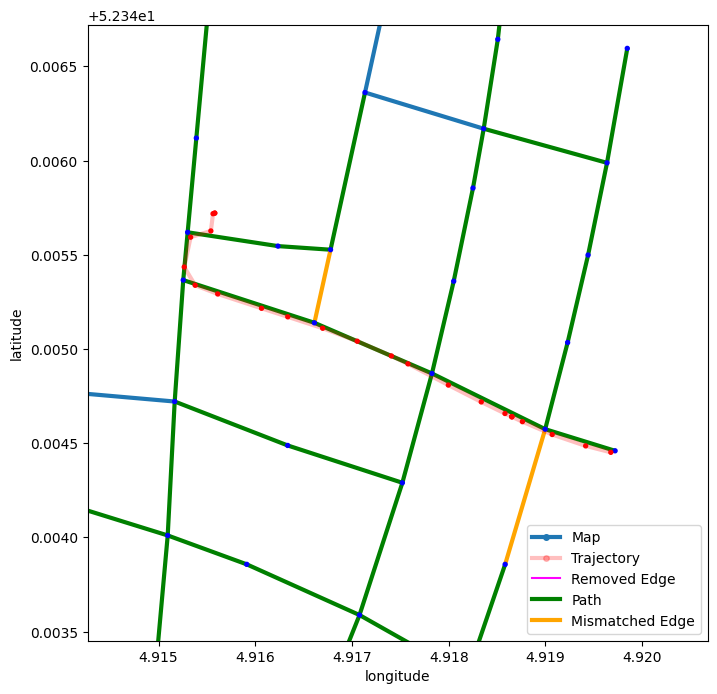 +5.234e1
0.0065
0.0060
0.0055
0.0050
0.0045
0.0040
0.0035
latitude
4.915 4.916 4.917 4.918 4.919 4.920
longitude
Map
Trajectory
Removed Edge
Path
Mismatched Edge